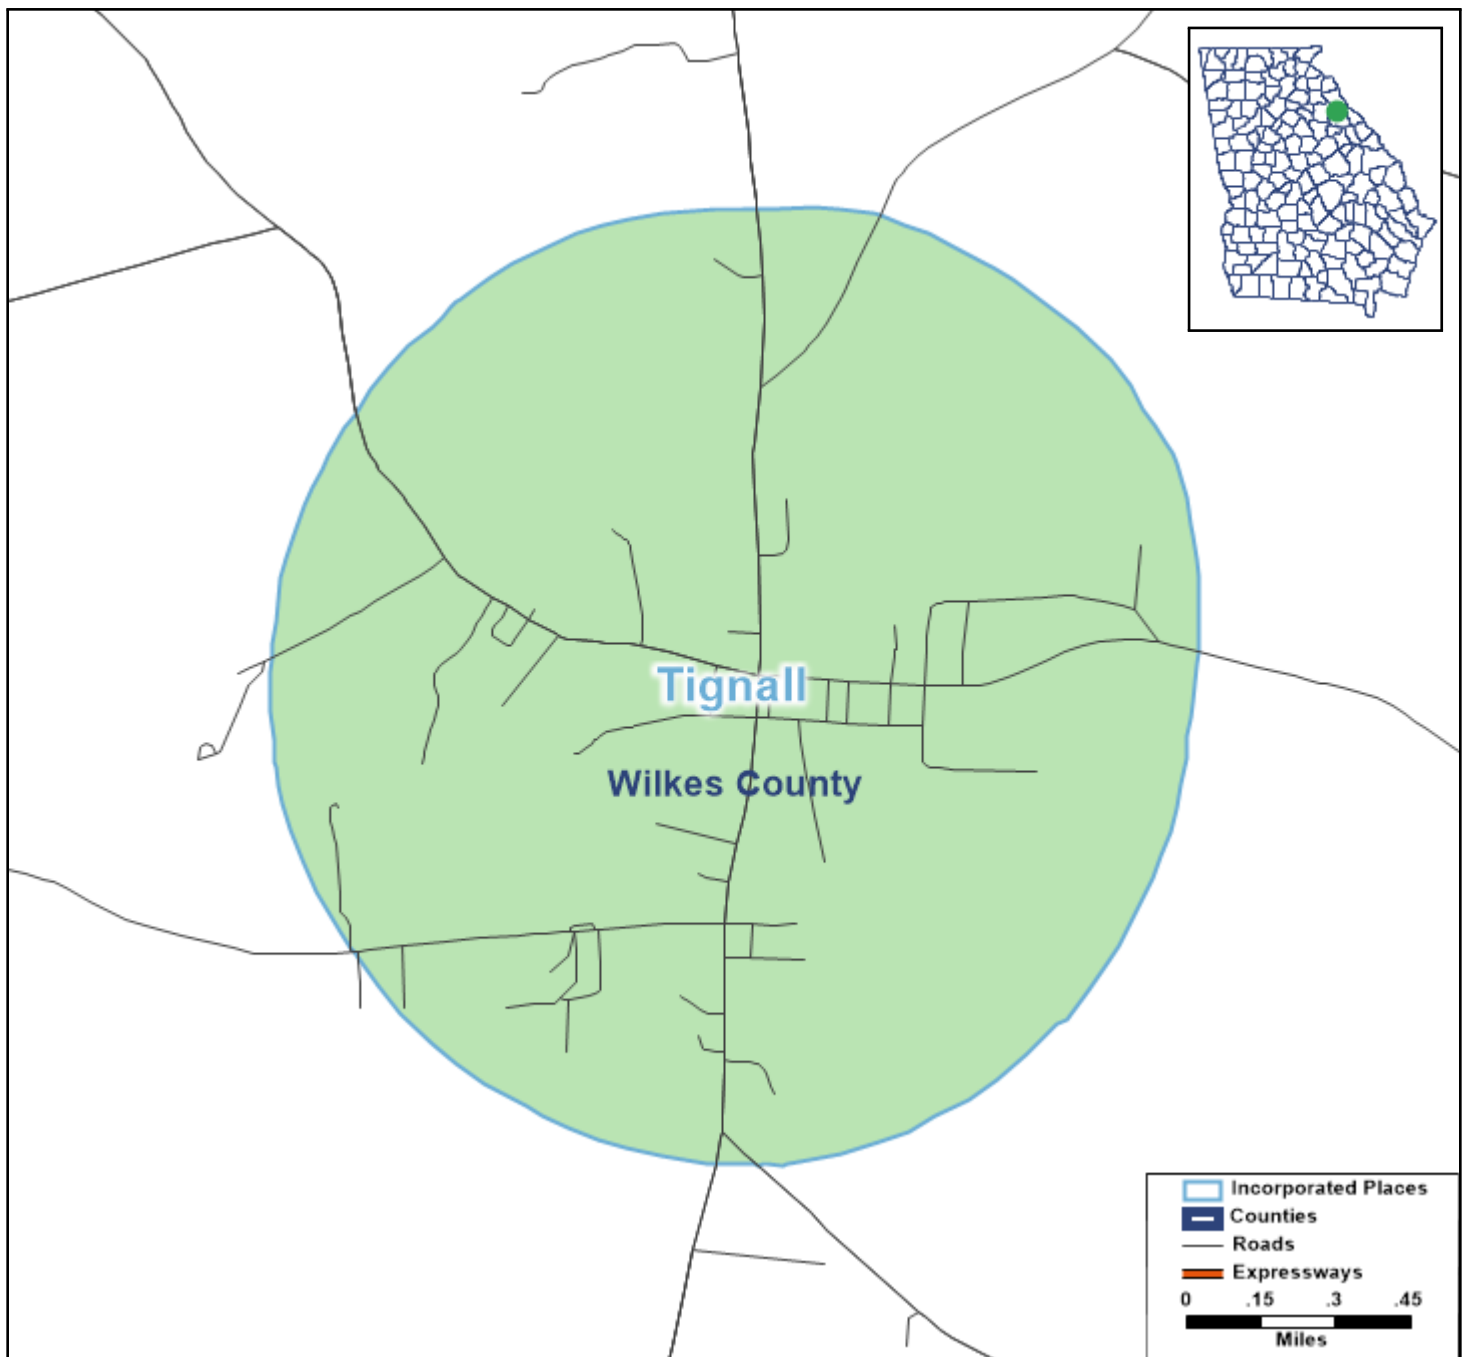 Tignall
Wilkes County
Incorporated Places
Counties
Roads
Expressways
0 .15 .3 .45
Miles